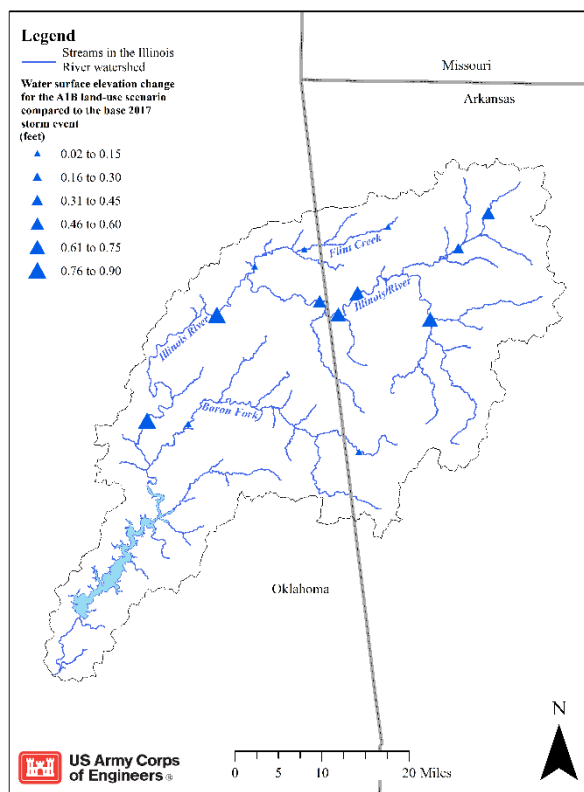 Legend
Streams in the Illinois
River watershed
Water surface elevation change
for the A1B land-use scenario
compared to the base 2017
storm event
(feet)
0.02 to 0.15
0.16 to 0.30
0.31 to 0.45
0.46 to 0.60
0.61 to 0.75
0.76 to 0.90
Missouri
Arkansas
Flint Creek
Illinois River
Illinois River
(Baron Fork)
Oklahoma
N
US Army Corps
of Engineers®
0 5 10 20 Miles